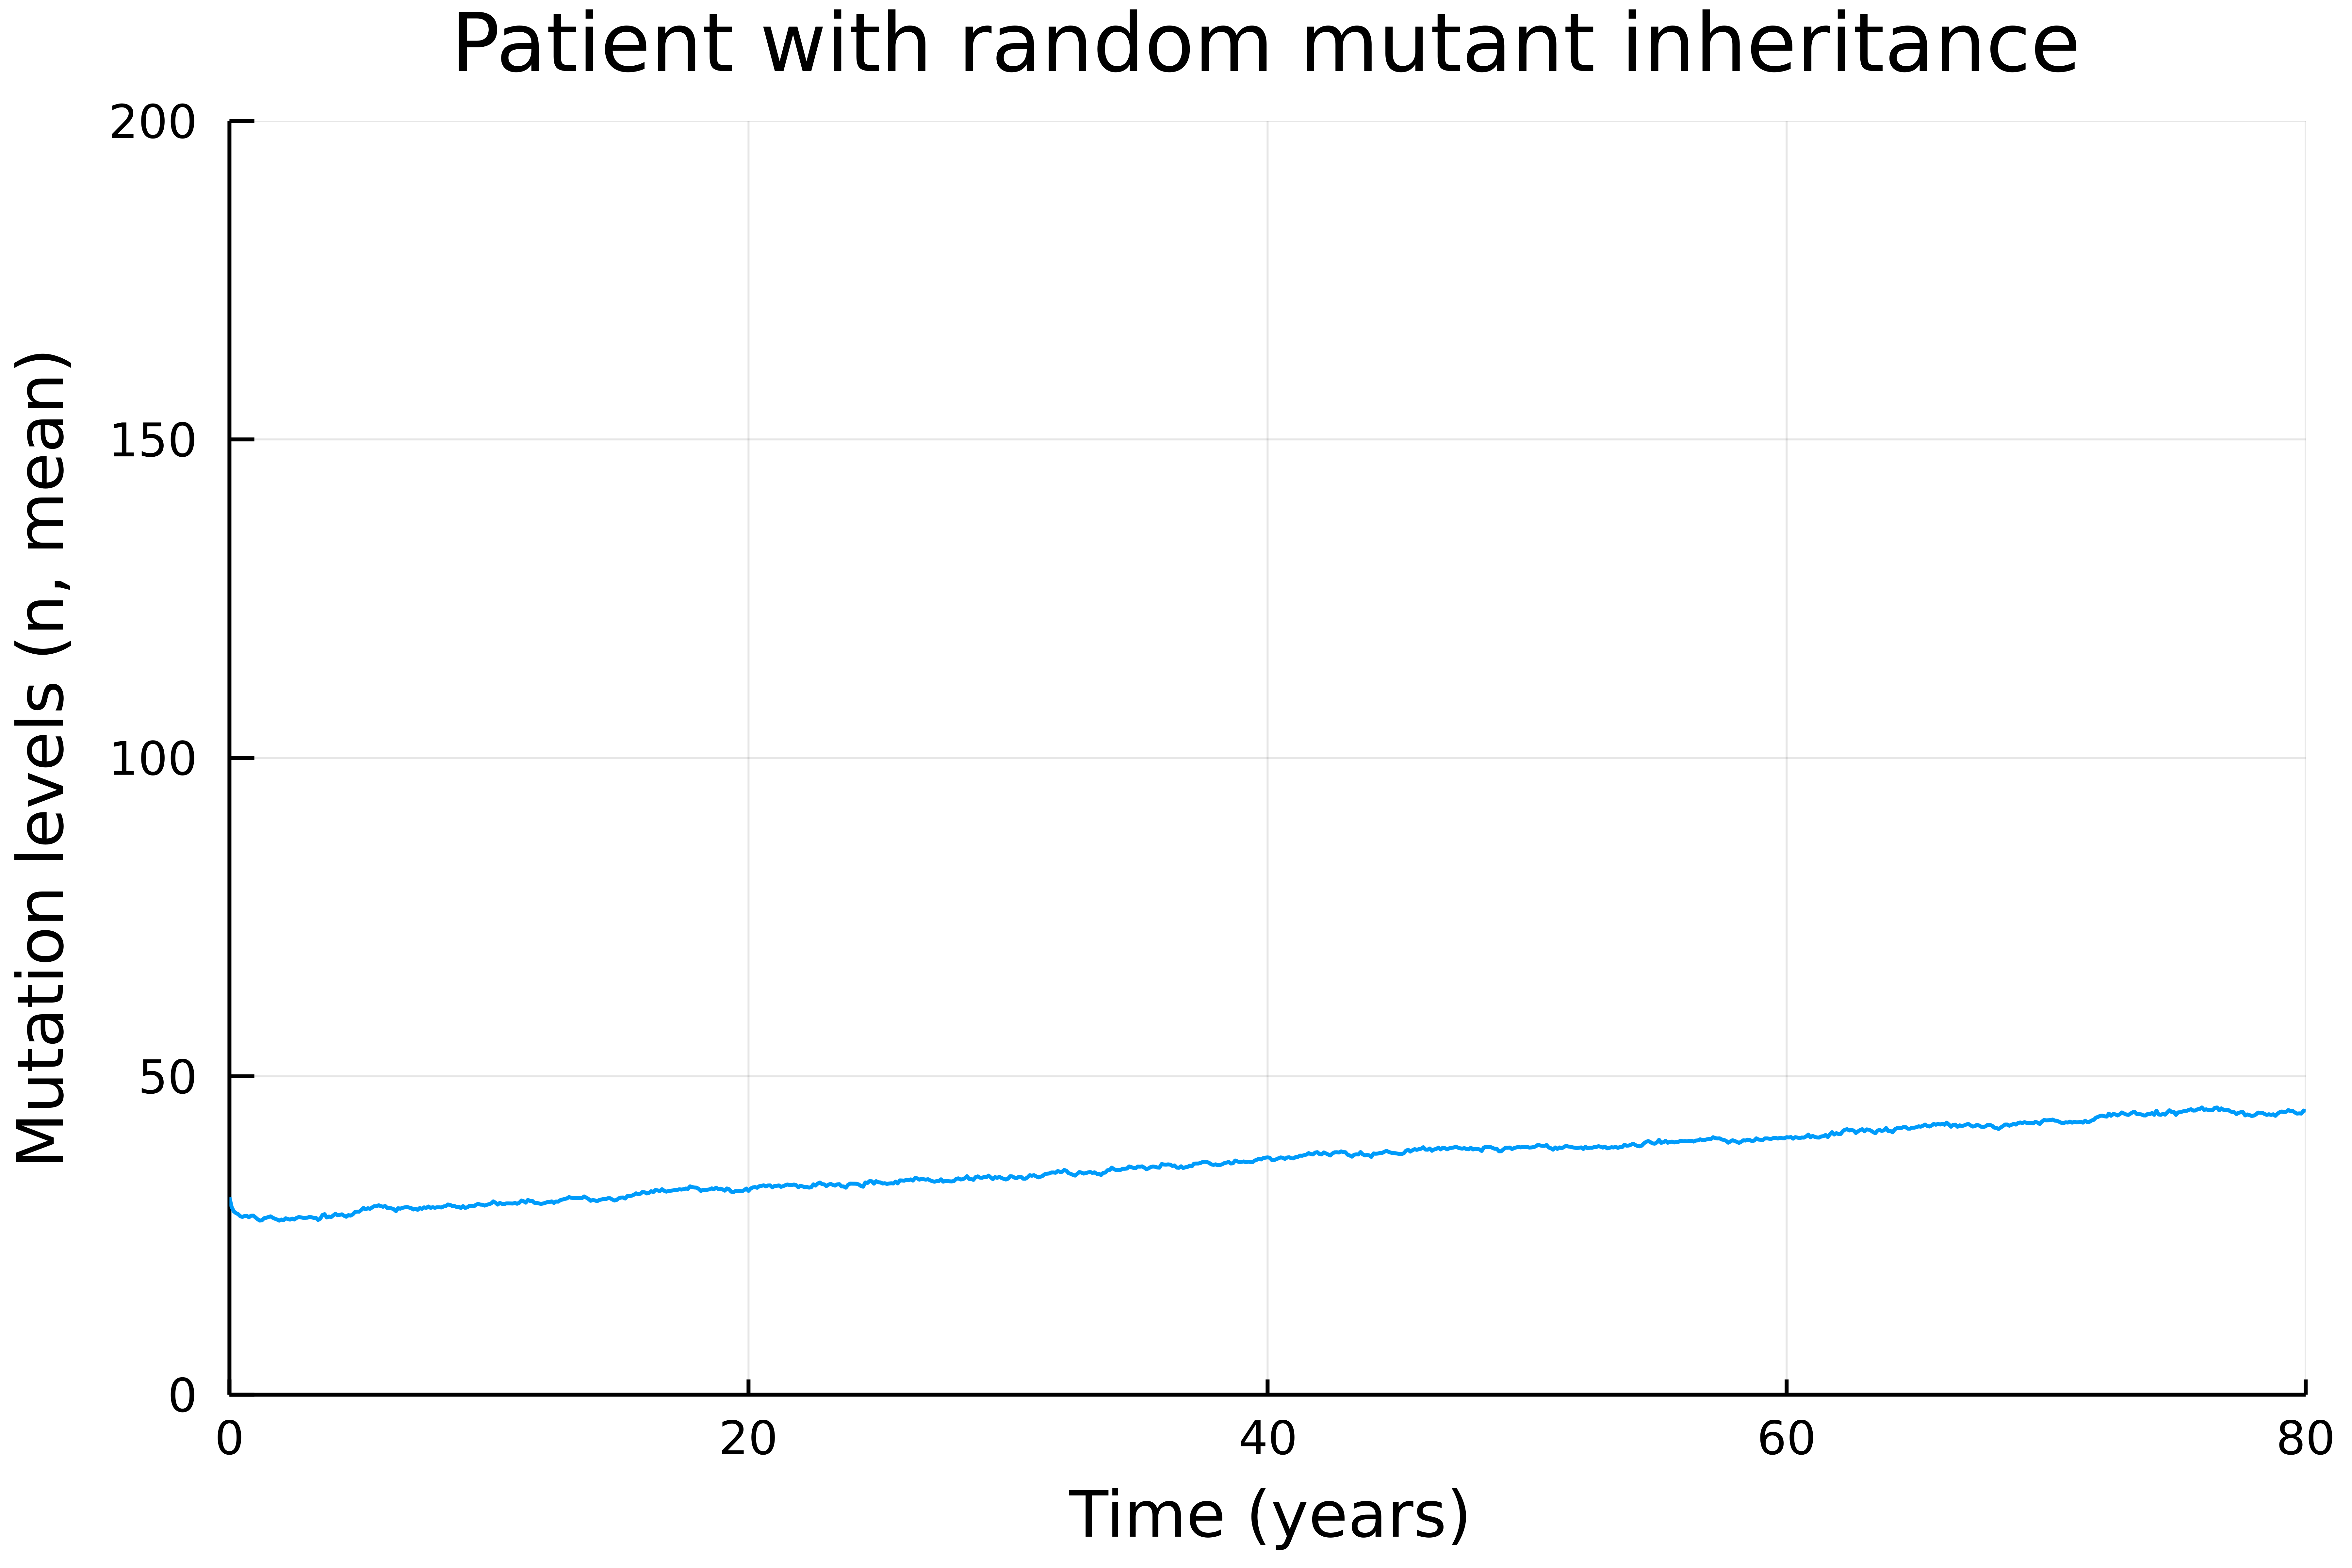 Patient with random mutant inheritance
Mutation levels (n, mean)
200
150
100
50
0
0 20 40 60 80
Time (years)